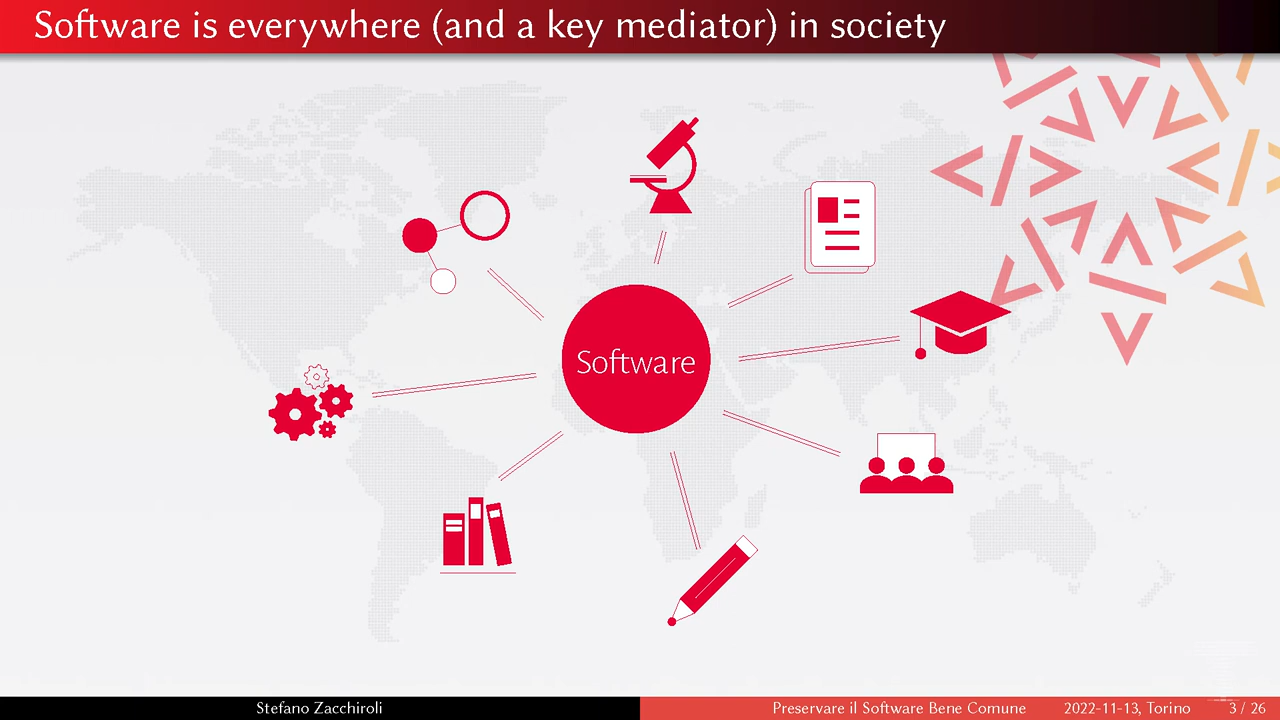 Software is everywhere (and a key mediator) in society
Software
Stefano Zacchiroli
Preservare il Software Bene Comune
2022-11-13, Torino
3 / 26